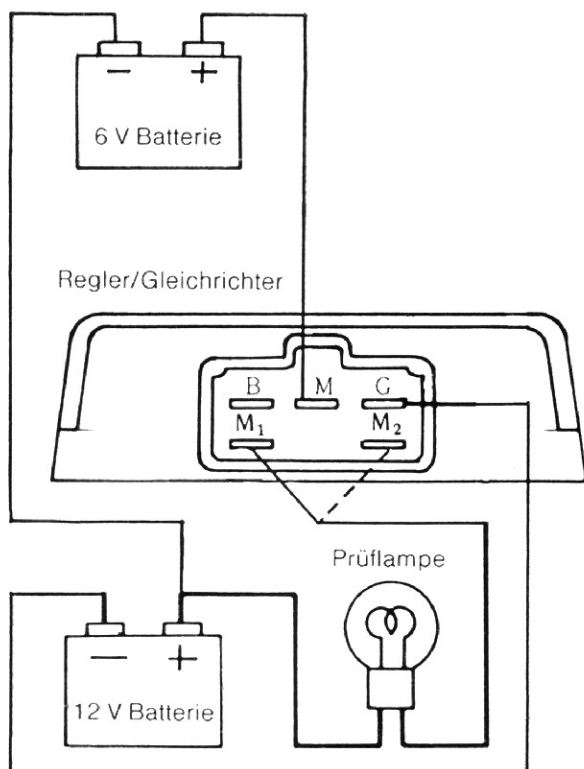 − +
6 V Batterie
Regler/Gleichrichter
B M G
M₁ M₂
Prüflampe
— +
12 V Batterie